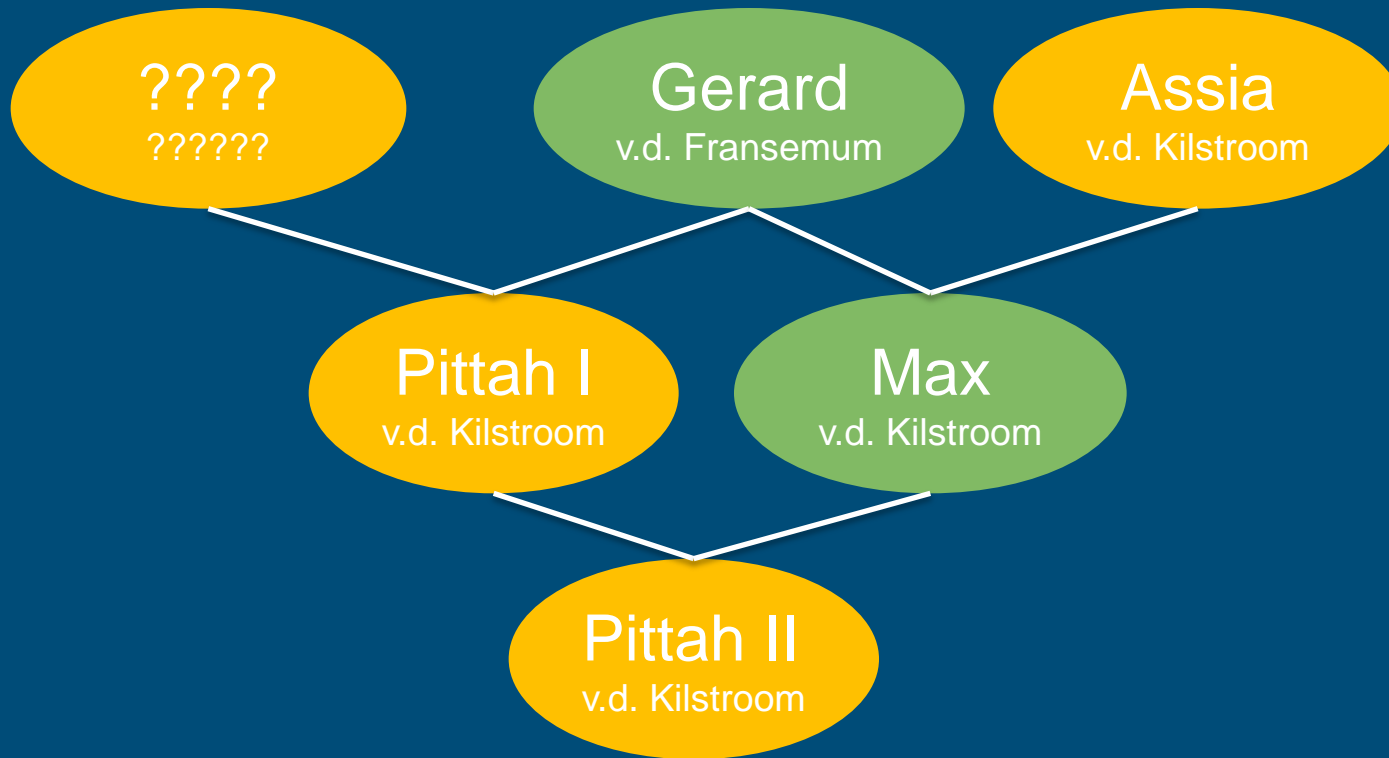 ????
??????
Gerard
v.d. Fransemum
Assia
v.d. Kilstroom
Pittah I
v.d. Kilstroom
Max
v.d. Kilstroom
Pittah II
v.d. Kilstroom